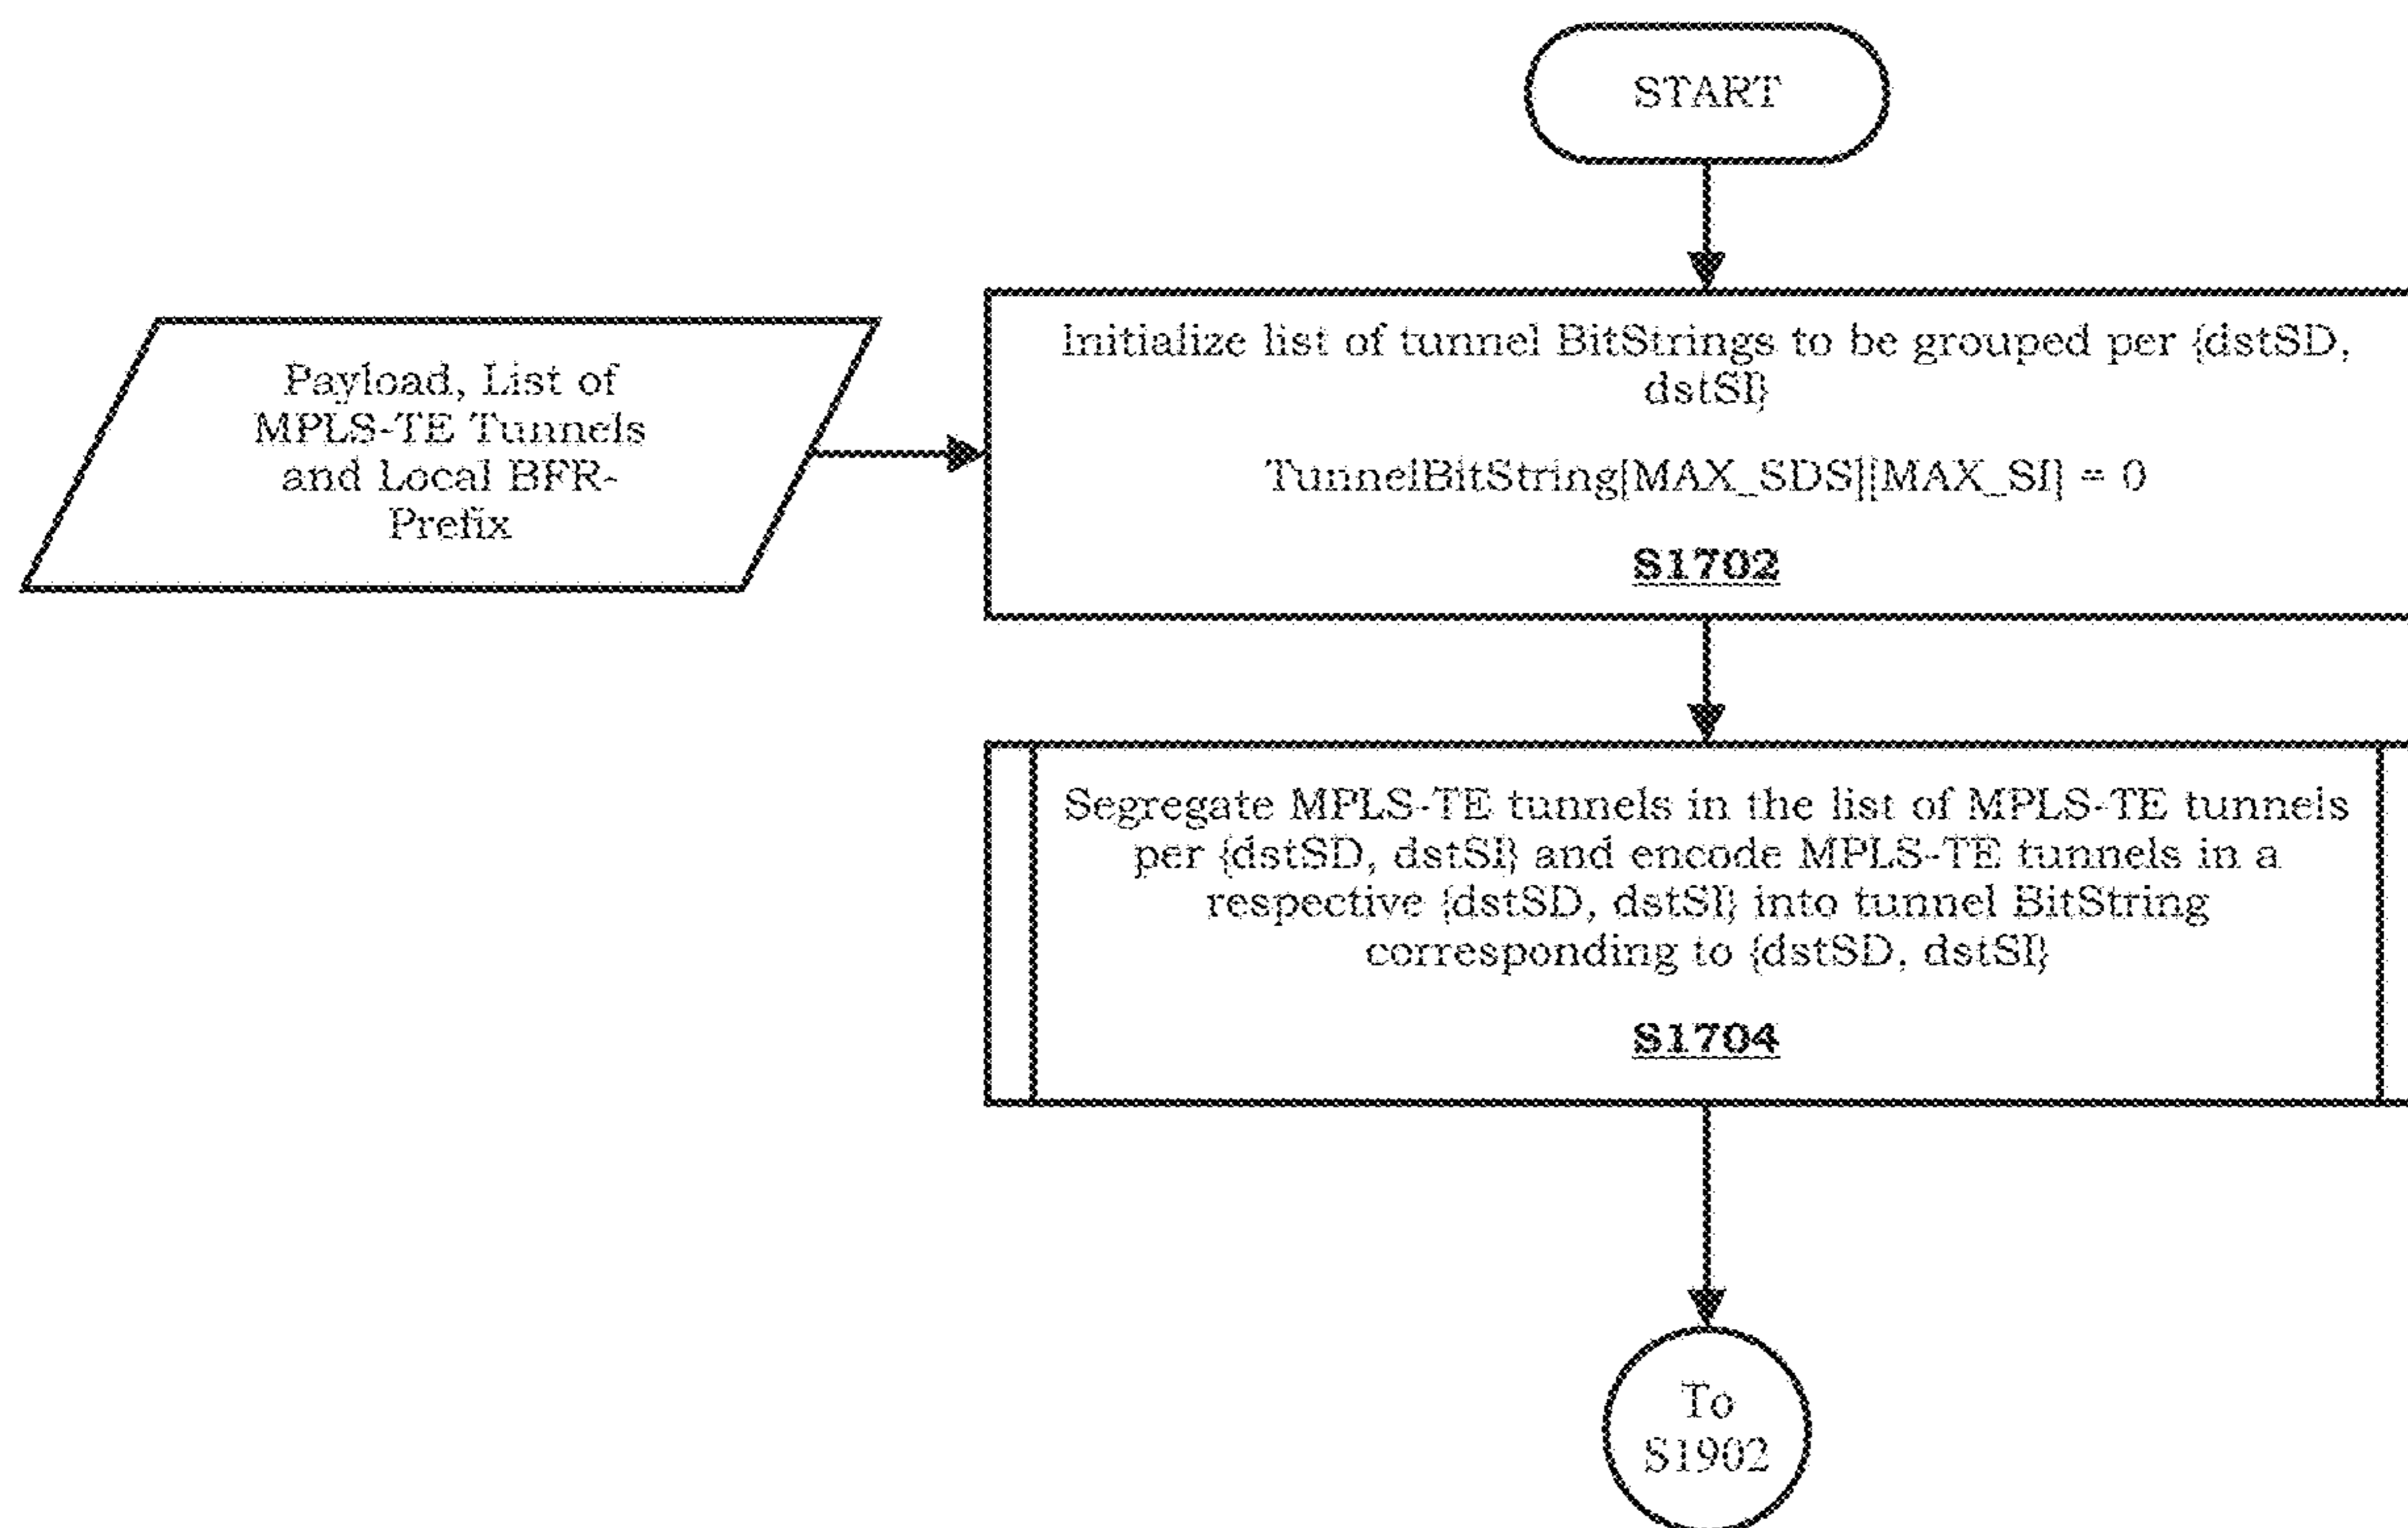 START
Payload, List of
MPLS-TE Tunnels
and Local BFR-
Prefix
Initialize list of tunnel BitStrings to be grouped per {dstSD,
dstSI}
TunnelBitString[MAX_SDS][MAX_SI] = 0
S1702
Segregate MPLS-TE tunnels in the list of MPLS-TE tunnels
per {dstSD, dstSI} and encode MPLS-TE tunnels in a
respective {dstSD, dstSI} into tunnel BitString
corresponding to {dstSD, dstSI}
S1704
To
S1902